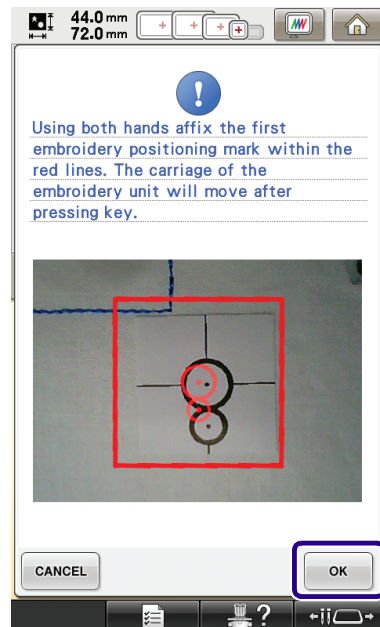 44.0 mm
72.0 mm
Using both hands affix the first
embroidery positioning mark within the
red lines. The carriage of the
embroidery unit will move after
pressing key.
CANCEL
OK
?